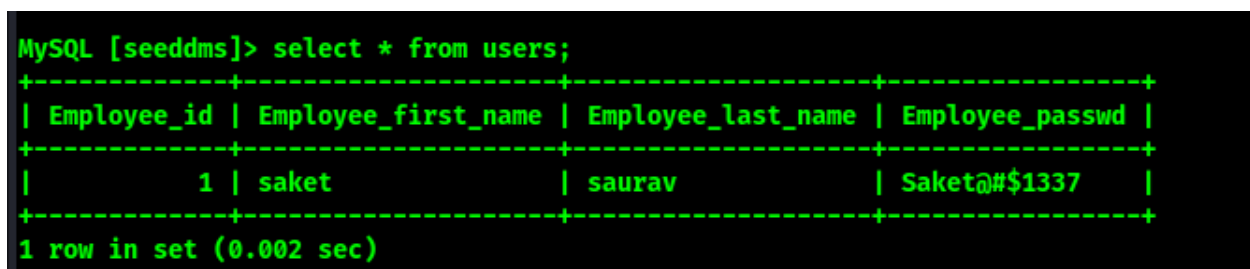 MySQL [seeddms]> select * from users;
+-------------+---------------------+--------------------+-----------------+
| Employee_id | Employee_first_name | Employee_last_name | Employee_passwd |
+-------------+---------------------+--------------------+-----------------+
|           1 | saket               | saurav             | Saket@#$1337    |
+-------------+---------------------+--------------------+-----------------+
1 row in set (0.002 sec)